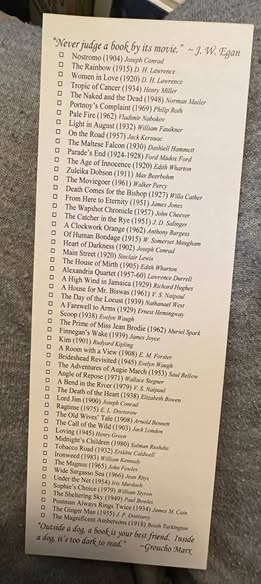 "Never judge a book by its movie." ~ J. W. Egan
□ Nostromo (1904) Joseph Conrad
□ The Rainbow (1915) D. H. Lawrence
□ Women in Love (1920) D. H. Lawrence
□ Tropic of Cancer (1934) Henry Miller
□ The Naked and the Dead (1948) Norman Mailer
□ Portnoy's Complaint (1969) Philip Roth
□ Pale Fire (1962) Vladimir Nabokov
□ Light in August (1932) William Faulkner
□ On the Road (1957) Jack Kerouac
□ The Maltese Falcon (1930) Dashiell Hammett
□ Parade's End (1924-1928) Ford Madox Ford
□ The Age of Innocence (1920) Edith Wharton
□ Zuleika Dobson (1911) Max Beerbohm
□ The Moviegoer (1961) Walker Percy
□ Death Comes for the Bishop (1927) Willa Cather
□ From Here to Eternity (1951) James Jones
□ The Wapshot Chronicle (1957) John Cheever
□ The Catcher in the Rye (1951) J. D. Salinger
□ A Clockwork Orange (1962) Anthony Burgess
□ Of Human Bondage (1915) W. Somerset Maugham
□ Heart of Darkness (1902) Joseph Conrad
□ Main Street (1920) Sinclair Lewis
□ The House of Mirth (1905) Edith Wharton
□ Alexandria Quartet (1957-60) Lawrence Durrell
□ A High Wind in Jamaica (1929) Richard Hughes
□ A House for Mr. Biswas (1961) V. S. Naipaul
□ The Day of the Locust (1939) Nathanael West
□ A Farewell to Arms (1929) Ernest Hemingway
□ Scoop (1938) Evelyn Waugh
□ The Prime of Miss Jean Brodie (1962) Muriel Spark
□ Finnegan's Wake (1939) James Joyce
□ Kim (1901) Rudyard Kipling
□ A Room with a View (1908) E. M. Forster
□ Brideshead Revisited (1945) Evelyn Waugh
□ The Adventures of Augie March (1953) Saul Bellow
□ Angle of Repose (1971) Wallace Stegner
□ A Bend in the River (1979) V. S. Naipaul
□ The Death of the Heart (1938) Elizabeth Bowen
□ Lord Jim (1900) Joseph Conrad
□ Ragtime (1975) E. L. Doctorow
□ The Old Wives' Tale (1908) Arnold Bennett
□ The Call of the Wild (1903) Jack London
□ Loving (1945) Henry Green
□ Midnight's Children (1980) Salman Rushdie
□ Tobacco Road (1932) Erskine Caldwell
□ Ironweed (1983) William Kennedy
□ The Magus (1965) John Fowles
□ Wide Sargasso Sea (1966) Jean Rhys
□ Under the Net (1954) Iris Murdoch
□ Sophie's Choice (1979) William Styron
□ The Sheltering Sky (1949) Paul Bowles
□ Postman Always Rings Twice (1934) James M. Cain
□ The Ginger Man (1955) J. P. Donleavy
□ The Magnificent Ambersons (1918) Booth Tarkington
"Outside a dog, a book is your best friend. Inside
a dog, it's too dark to read." ~Groucho Marx